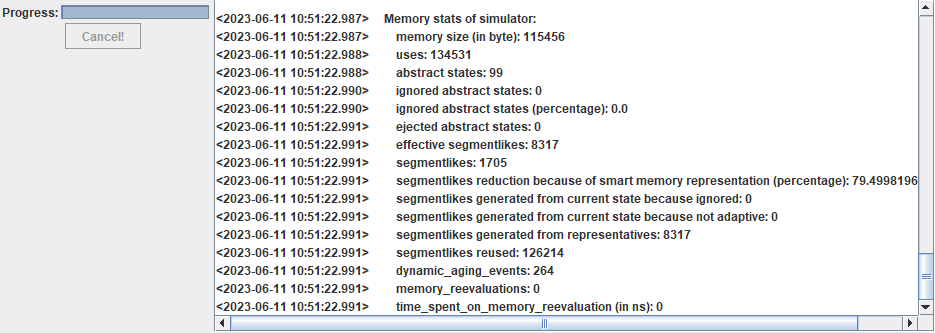 Progress:
Cancel!
<2023-06-11 10:51:22.987> Memory stats of simulator:
<2023-06-11 10:51:22.987> memory size (in byte): 115456
<2023-06-11 10:51:22.988> uses: 134531
<2023-06-11 10:51:22.988> abstract states: 99
<2023-06-11 10:51:22.990> ignored abstract states: 0
<2023-06-11 10:51:22.990> ignored abstract states (percentage): 0.0
<2023-06-11 10:51:22.991> ejected abstract states: 0
<2023-06-11 10:51:22.991> effective segmentlikes: 8317
<2023-06-11 10:51:22.991> segmentlikes: 1705
<2023-06-11 10:51:22.991> segmentlikes reduction because of smart memory representation (percentage): 79.4998196
<2023-06-11 10:51:22.991> segmentlikes generated from current state because ignored: 0
<2023-06-11 10:51:22.991> segmentlikes generated from current state because not adaptive: 0
<2023-06-11 10:51:22.991> segmentlikes generated from representatives: 8317
<2023-06-11 10:51:22.991> segmentlikes reused: 126214
<2023-06-11 10:51:22.991> dynamic_aging_events: 264
<2023-06-11 10:51:22.991> memory_reevaluations: 0
<2023-06-11 10:51:22.991> time_spent_on_memory_reevaluation (in ns): 0